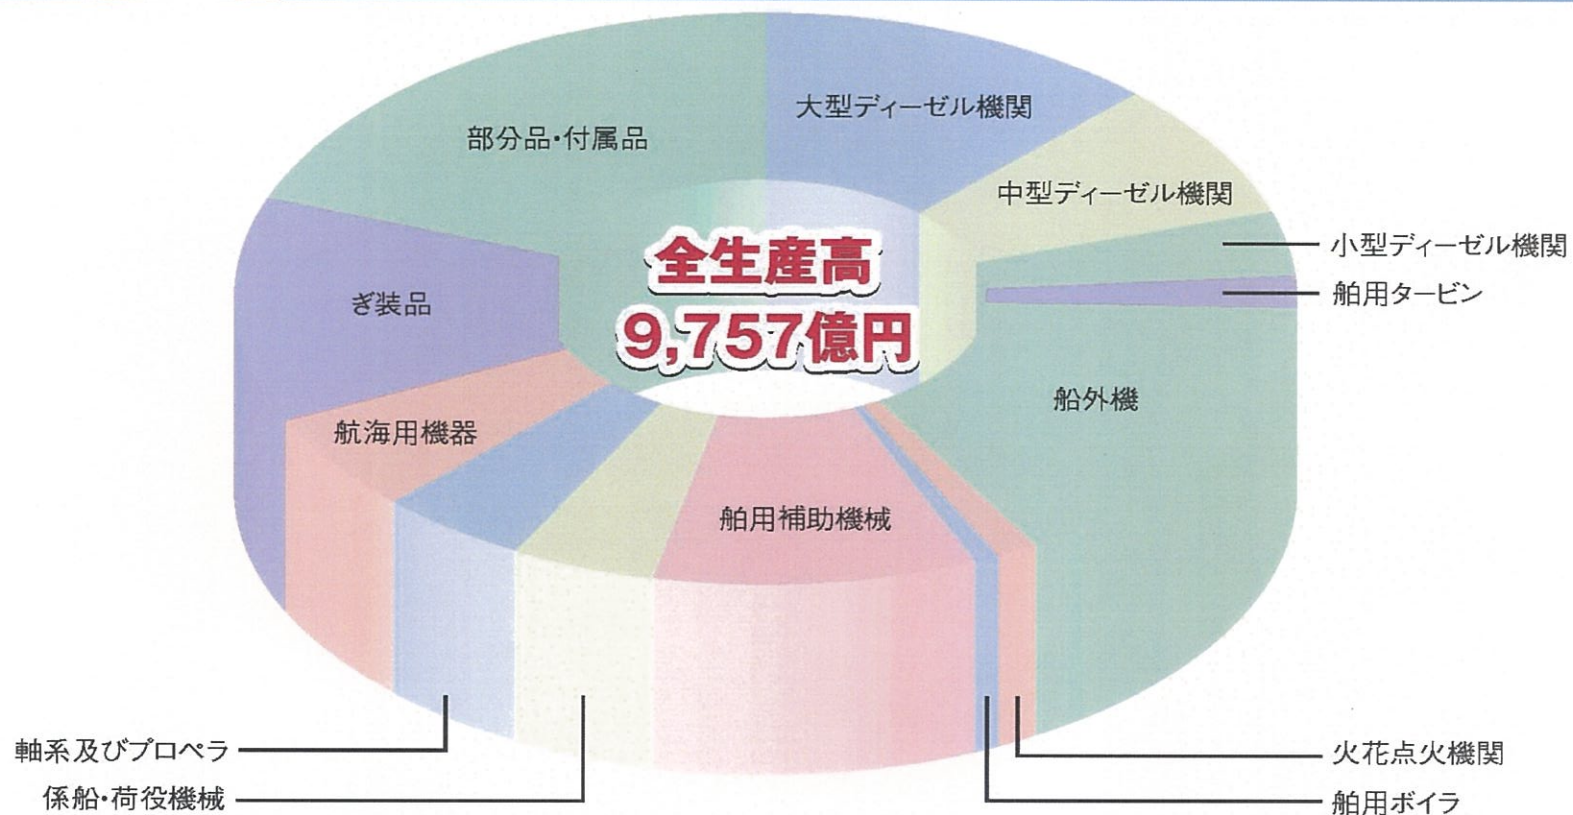 大型ディーゼル機関
部分品・付属品
中型ディーゼル機関
小型ディーゼル機関
舶用タービン
全生産高
9,757億円
ぎ装品
船外機
航海用機器
舶用補助機械
軸系及びプロペラ
係船・荷役機械
火花点火機関
舶用ボイラ